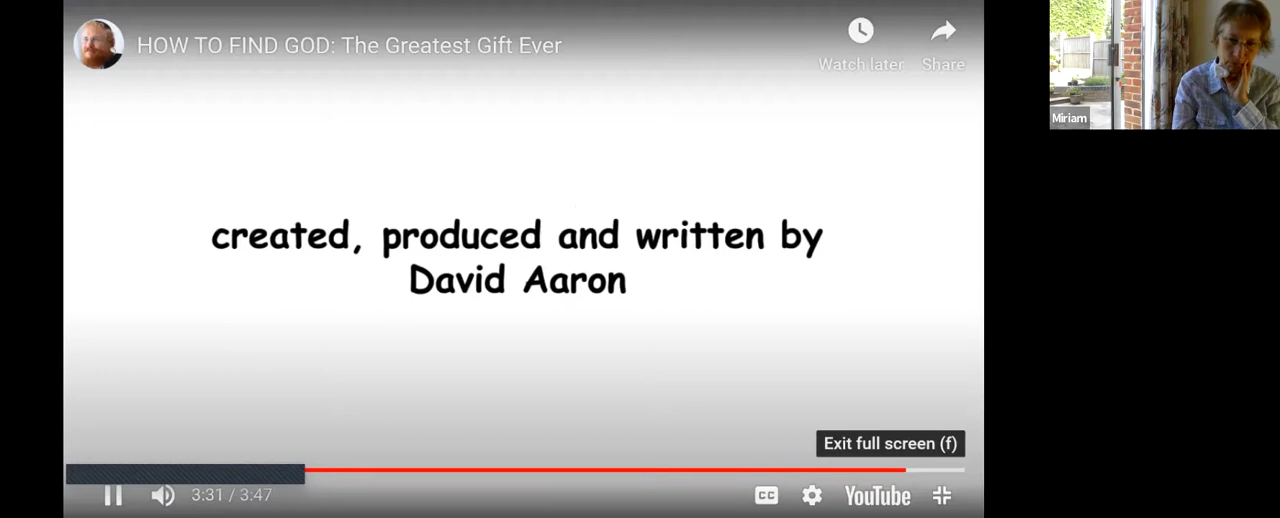 HOW TO FIND GOD: The Greatest Gift Ever
Watch later
Share
Miriam
created, produced and written by
David Aaron
Exit full screen (f)
3:31 / 3:47
CC
YouTube